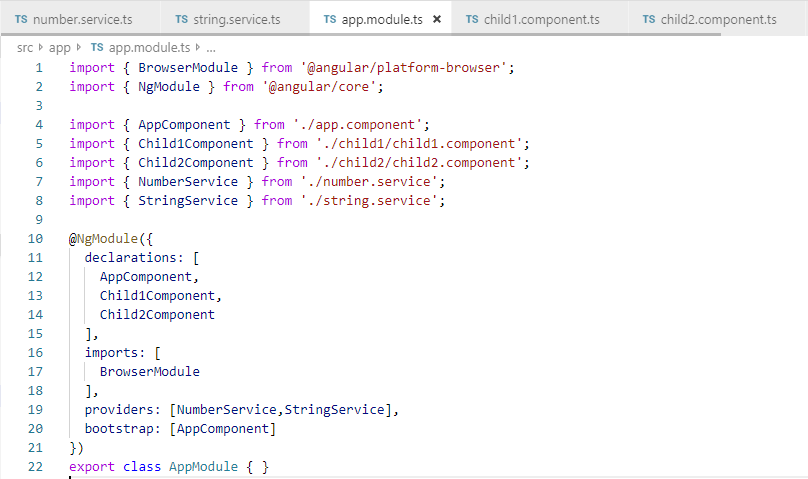 TS number.service.ts TS string.service.ts TS app.module.ts × TS child1.component.ts TS child2.component.ts
src › app › TS app.module.ts › ...
1 import { BrowserModule } from '@angular/platform-browser';
2 import { NgModule } from '@angular/core';
3
4 import { AppComponent } from './app.component';
5 import { Child1Component } from './child1/child1.component';
6 import { Child2Component } from './child2/child2.component';
7 import { NumberService } from './number.service';
8 import { StringService } from './string.service';
9
10 @NgModule({
11   declarations: [
12     AppComponent,
13     Child1Component,
14     Child2Component
15   ],
16   imports: [
17     BrowserModule
18   ],
19   providers: [NumberService,StringService],
20   bootstrap: [AppComponent]
21 })
22 export class AppModule { }